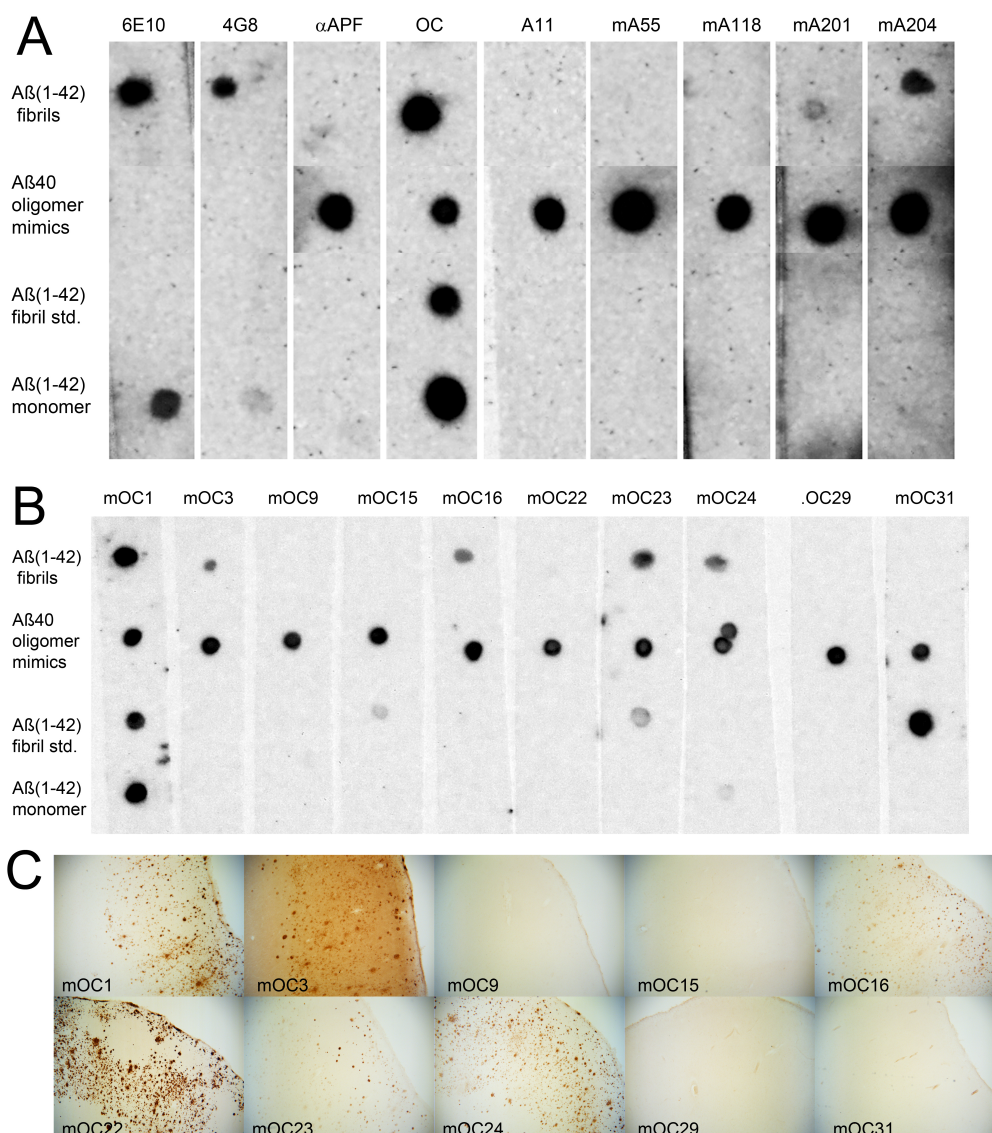 A
6E10 4G8 αAPF OC A11 mA55 mA118 mA201 mA204
Aß(1-42)
fibrils
Aß40
oligomer
mimics
Aß(1-42)
fibril std.
Aß(1-42)
monomer
B
mOC1 mOC3 mOC9 mOC15 mOC16 mOC22 mOC23 mOC24 .OC29 mOC31
Aß(1-42)
fibrils
Aß40
oligomer
mimics
Aß(1-42)
fibril std.
Aß(1-42)
monomer
C
mOC1 mOC3 mOC9 mOC15 mOC16
mOC22 mOC23 mOC24 mOC29 mOC31